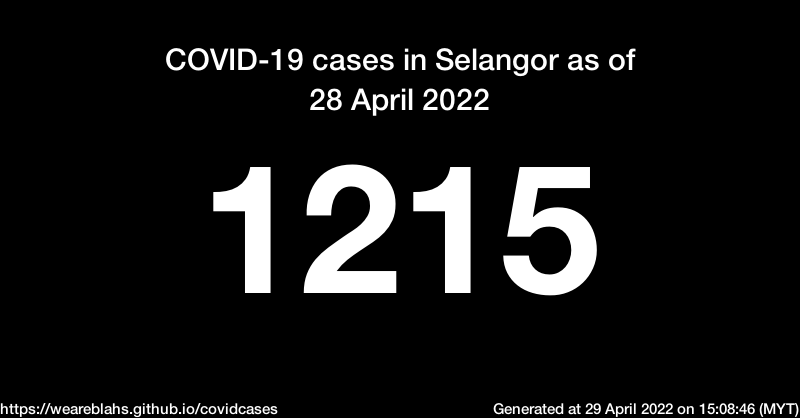 COVID-19 cases in Selangor as of
28 April 2022
1215
https://weareblahs.github.io/covidcases
Generated at 29 April 2022 on 15:08:46 (MYT)